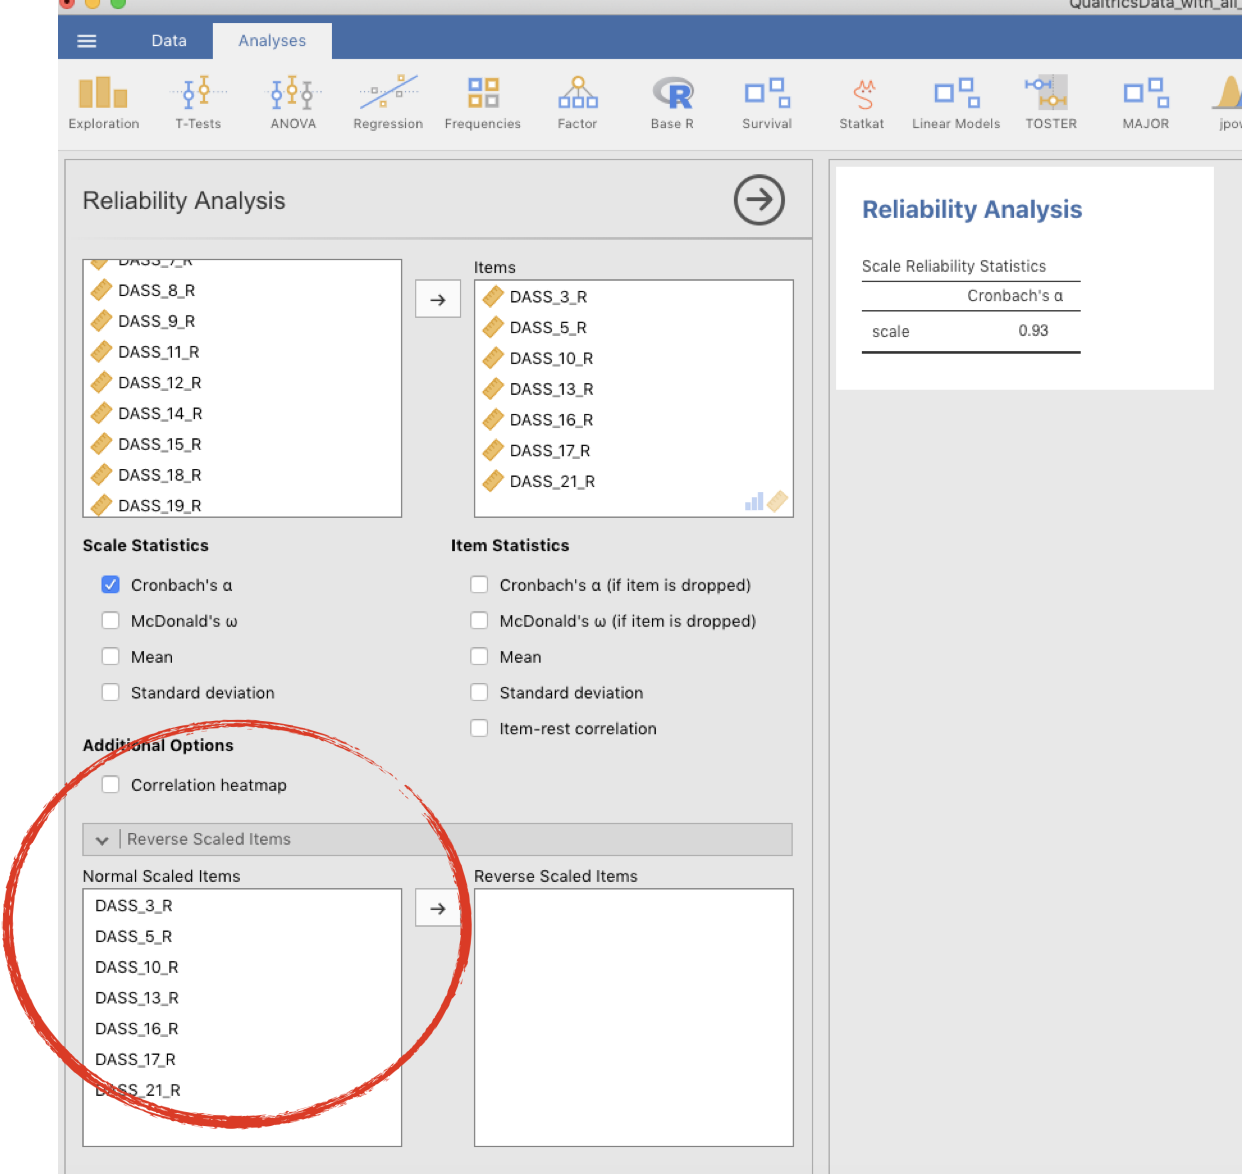 QualtricsData_with_all_
Data
Analyses
Exploration
T-Tests
ANOVA
Regression
Frequencies
Factor
Base R
Survival
Statkat
Linear Models
TOSTER
MAJOR
jpow
Reliability Analysis
DASS_7_R
DASS_8_R
DASS_9_R
DASS_11_R
DASS_12_R
DASS_14_R
DASS_15_R
DASS_18_R
DASS_19_R
Items
DASS_3_R
DASS_5_R
DASS_10_R
DASS_13_R
DASS_16_R
DASS_17_R
DASS_21_R
Scale Statistics
Cronbach's α
McDonald's ω
Mean
Standard deviation
Item Statistics
Cronbach's α (if item is dropped)
McDonald's ω (if item is dropped)
Mean
Standard deviation
Item-rest correlation
Additional Options
Correlation heatmap
Reverse Scaled Items
Normal Scaled Items
DASS_3_R
DASS_5_R
DASS_10_R
DASS_13_R
DASS_16_R
DASS_17_R
DASS_21_R
Reverse Scaled Items
Reliability Analysis
Scale Reliability Statistics
Cronbach's α
scale 0.93